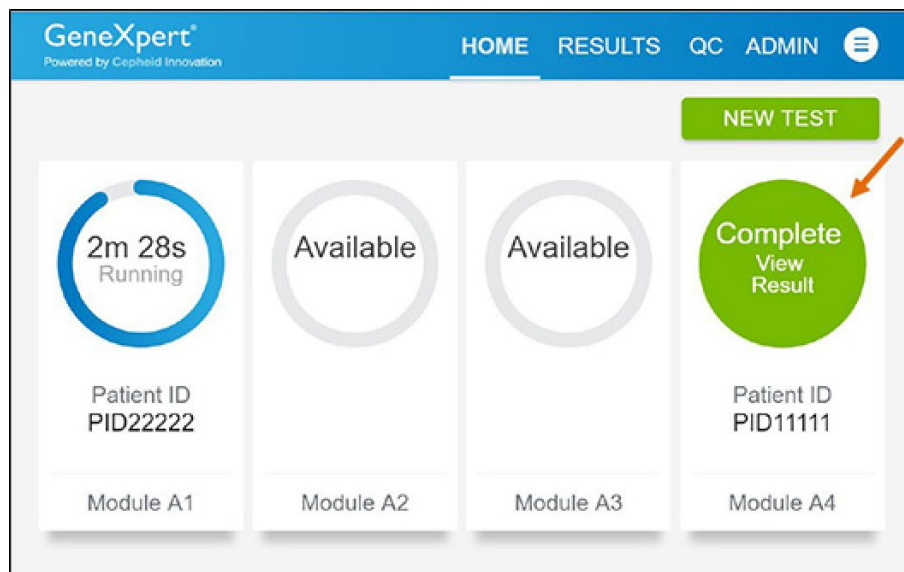 GeneXpert®
Powered by Cepheid Innovation
HOME RESULTS QC ADMIN
NEW TEST
2m 28s
Running
Patient ID
PID22222
Module A1
Available
Module A2
Available
Module A3
Complete
View
Result
Patient ID
PID11111
Module A4